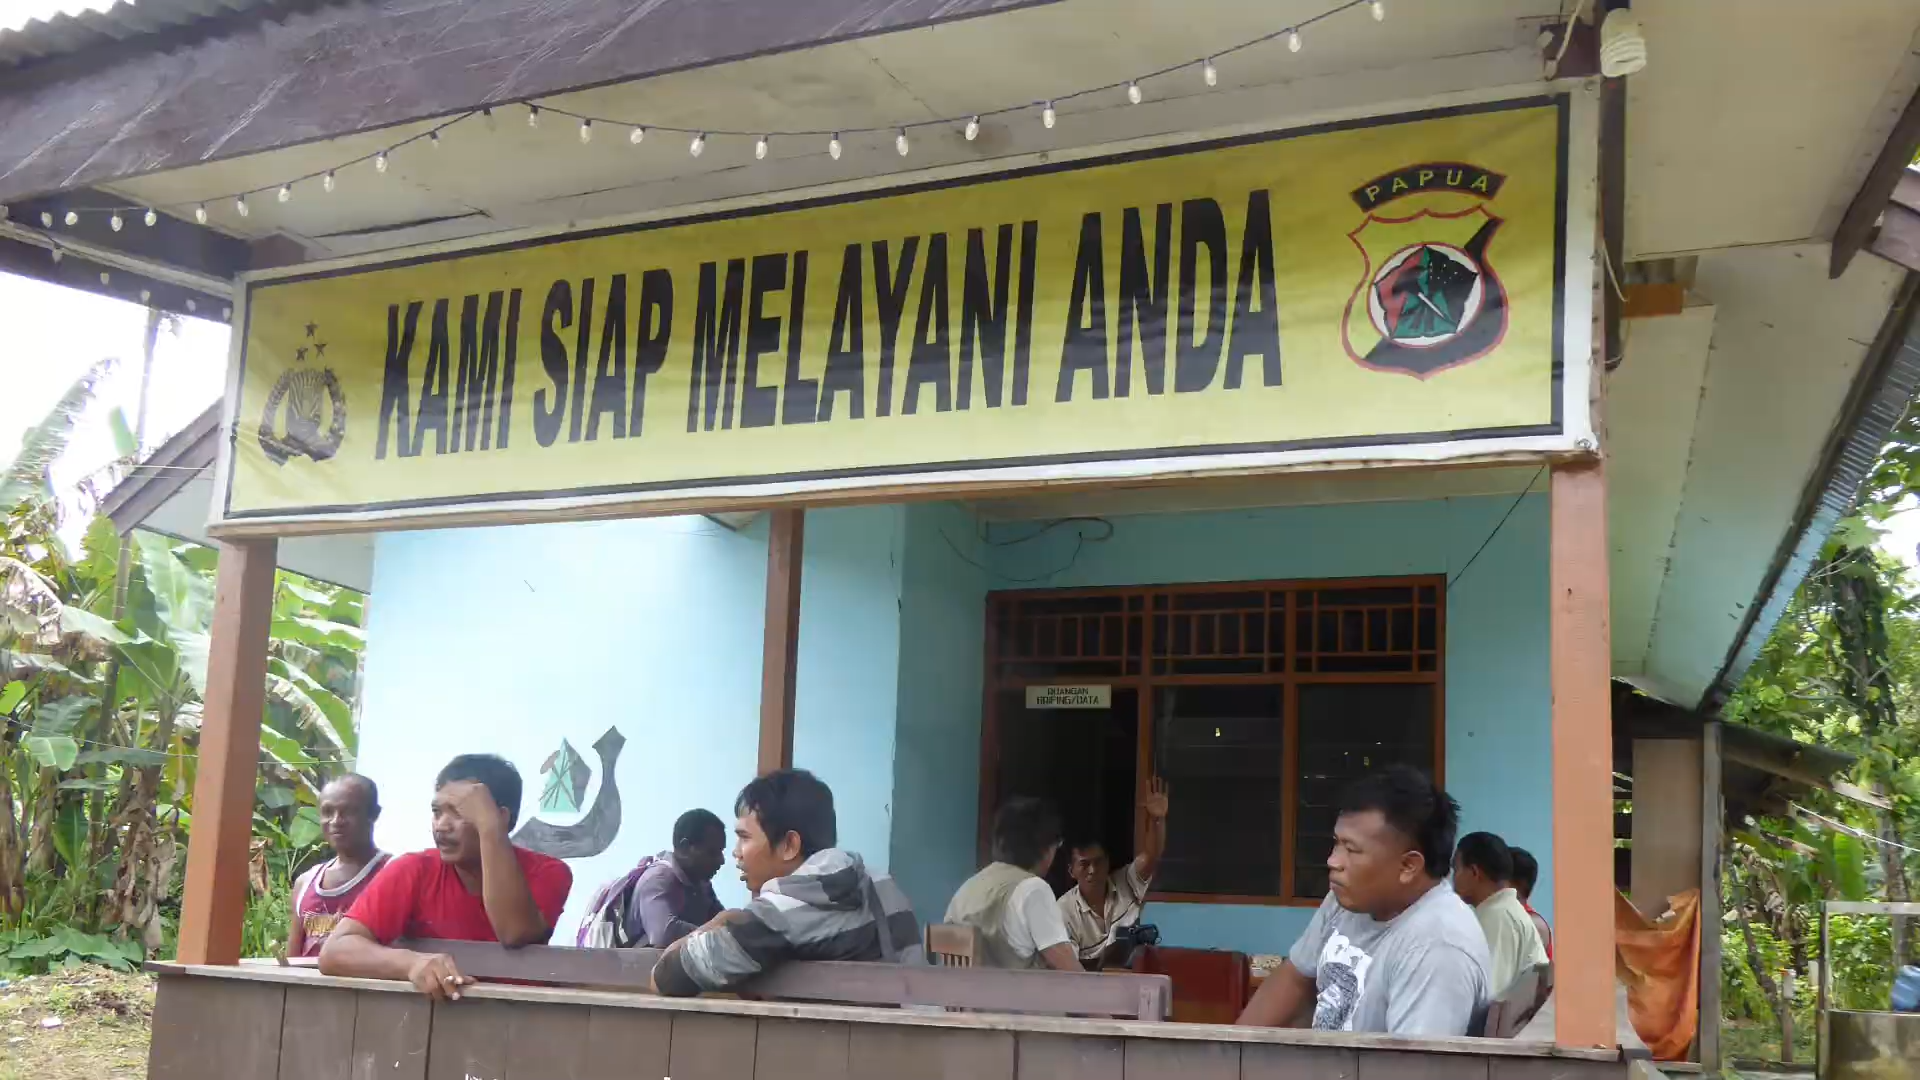 PAPUA
KAMI SIAP MELAYANI ANDA
RUANGAN
BRIFING/DATA